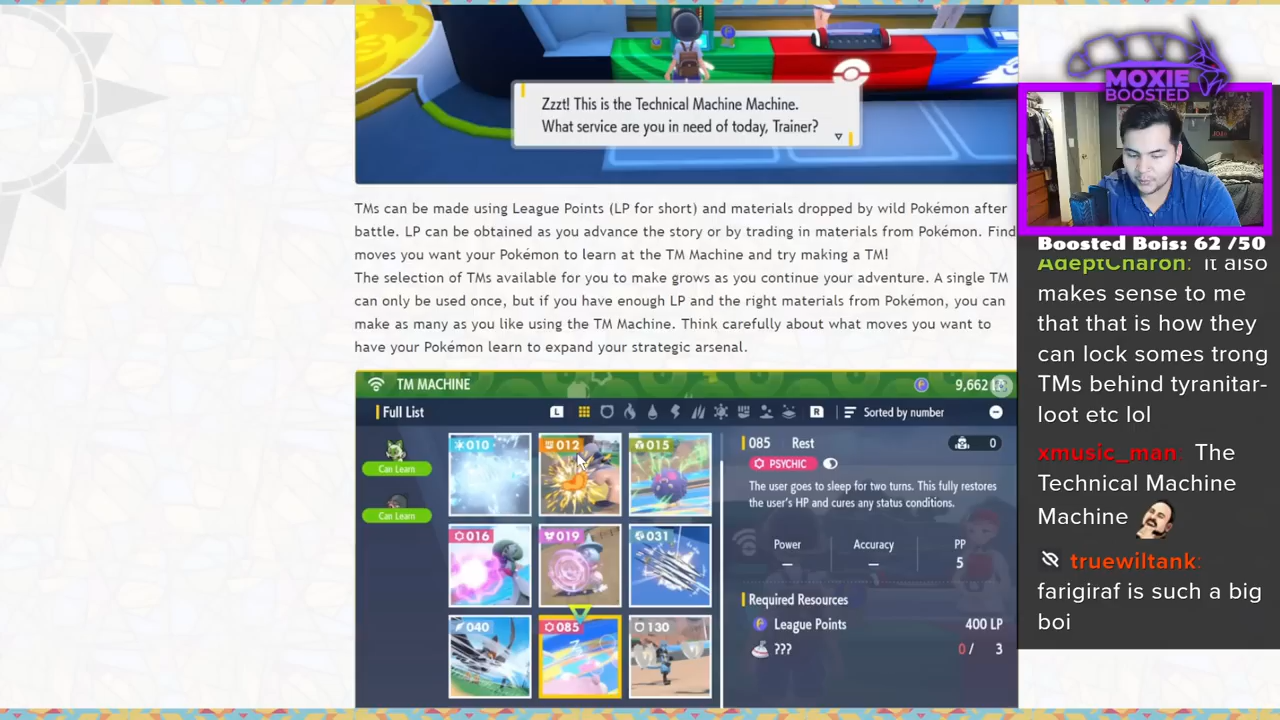 Zzzt! This is the Technical Machine Machine.
What service are you in need of today, Trainer?
TMs can be made using League Points (LP for short) and materials dropped by wild Pokémon after
battle. LP can be obtained as you advance the story or by trading in materials from Pokémon. Find
moves you want your Pokémon to learn at the TM Machine and try making a TM!
The selection of TMs available for you to make grows as you continue your adventure. A single TM
can only be used once, but if you have enough LP and the right materials from Pokémon, you can
make as many as you like using the TM Machine. Think carefully about what moves you want to
have your Pokémon learn to expand your strategic arsenal.
TM MACHINE
9,662
Full List
L
R
Sorted by number
Can Learn
Can Learn
010
012
015
016
019
031
040
085
130
085 Rest
0
PSYCHIC
The user goes to sleep for two turns. This fully restores
the user's HP and cures any status conditions.
Power
Accuracy
PP
—
—
5
Required Resources
League Points 400 LP
??? 0 / 3
MOXIE
BOOSTED
Boosted Bois: 62 /50
AdeptCharon: it also
makes sense to me
that that is how they
can lock somes trong
TMs behind tyranitar-
loot etc lol
xmusic_man: The
Technical Machine
Machine
truewiltank:
farigiraf is such a big
boi